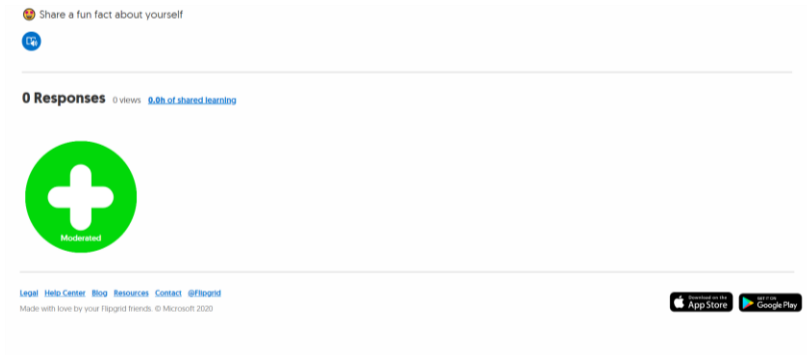 Share a fun fact about yourself
0 Responses 0 views 0.0h of shared learning
Moderated
Legal Help Center Blog Resources Contact @Flipgrid
Made with love by your Flipgrid friends. © Microsoft 2020
Download on the
App Store
GET IT ON
Google Play